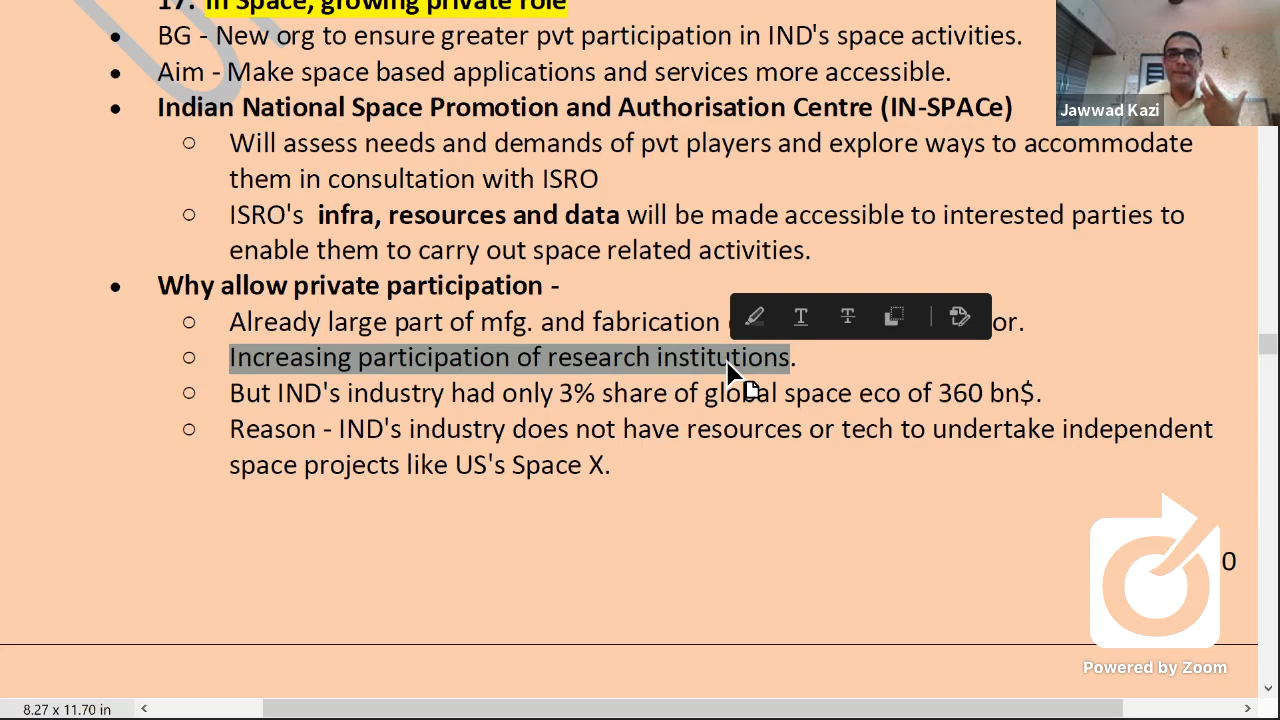 17. In Space, growing private role
• BG - New org to ensure greater pvt participation in IND's space activities.
• Aim - Make space based applications and services more accessible.
• Indian National Space Promotion and Authorisation Centre (IN-SPACe)
○ Will assess needs and demands of pvt players and explore ways to accommodate
them in consultation with ISRO
○ ISRO's infra, resources and data will be made accessible to interested parties to
enable them to carry out space related activities.
• Why allow private participation -
○ Already large part of mfg. and fabrication or.
○ Increasing participation of research institutions.
○ But IND's industry had only 3% share of global space eco of 360 bn$.
○ Reason - IND's industry does not have resources or tech to undertake independent
space projects like US's Space X.
0
Jawwad Kazi
Powered by Zoom
8.27 x 11.70 in